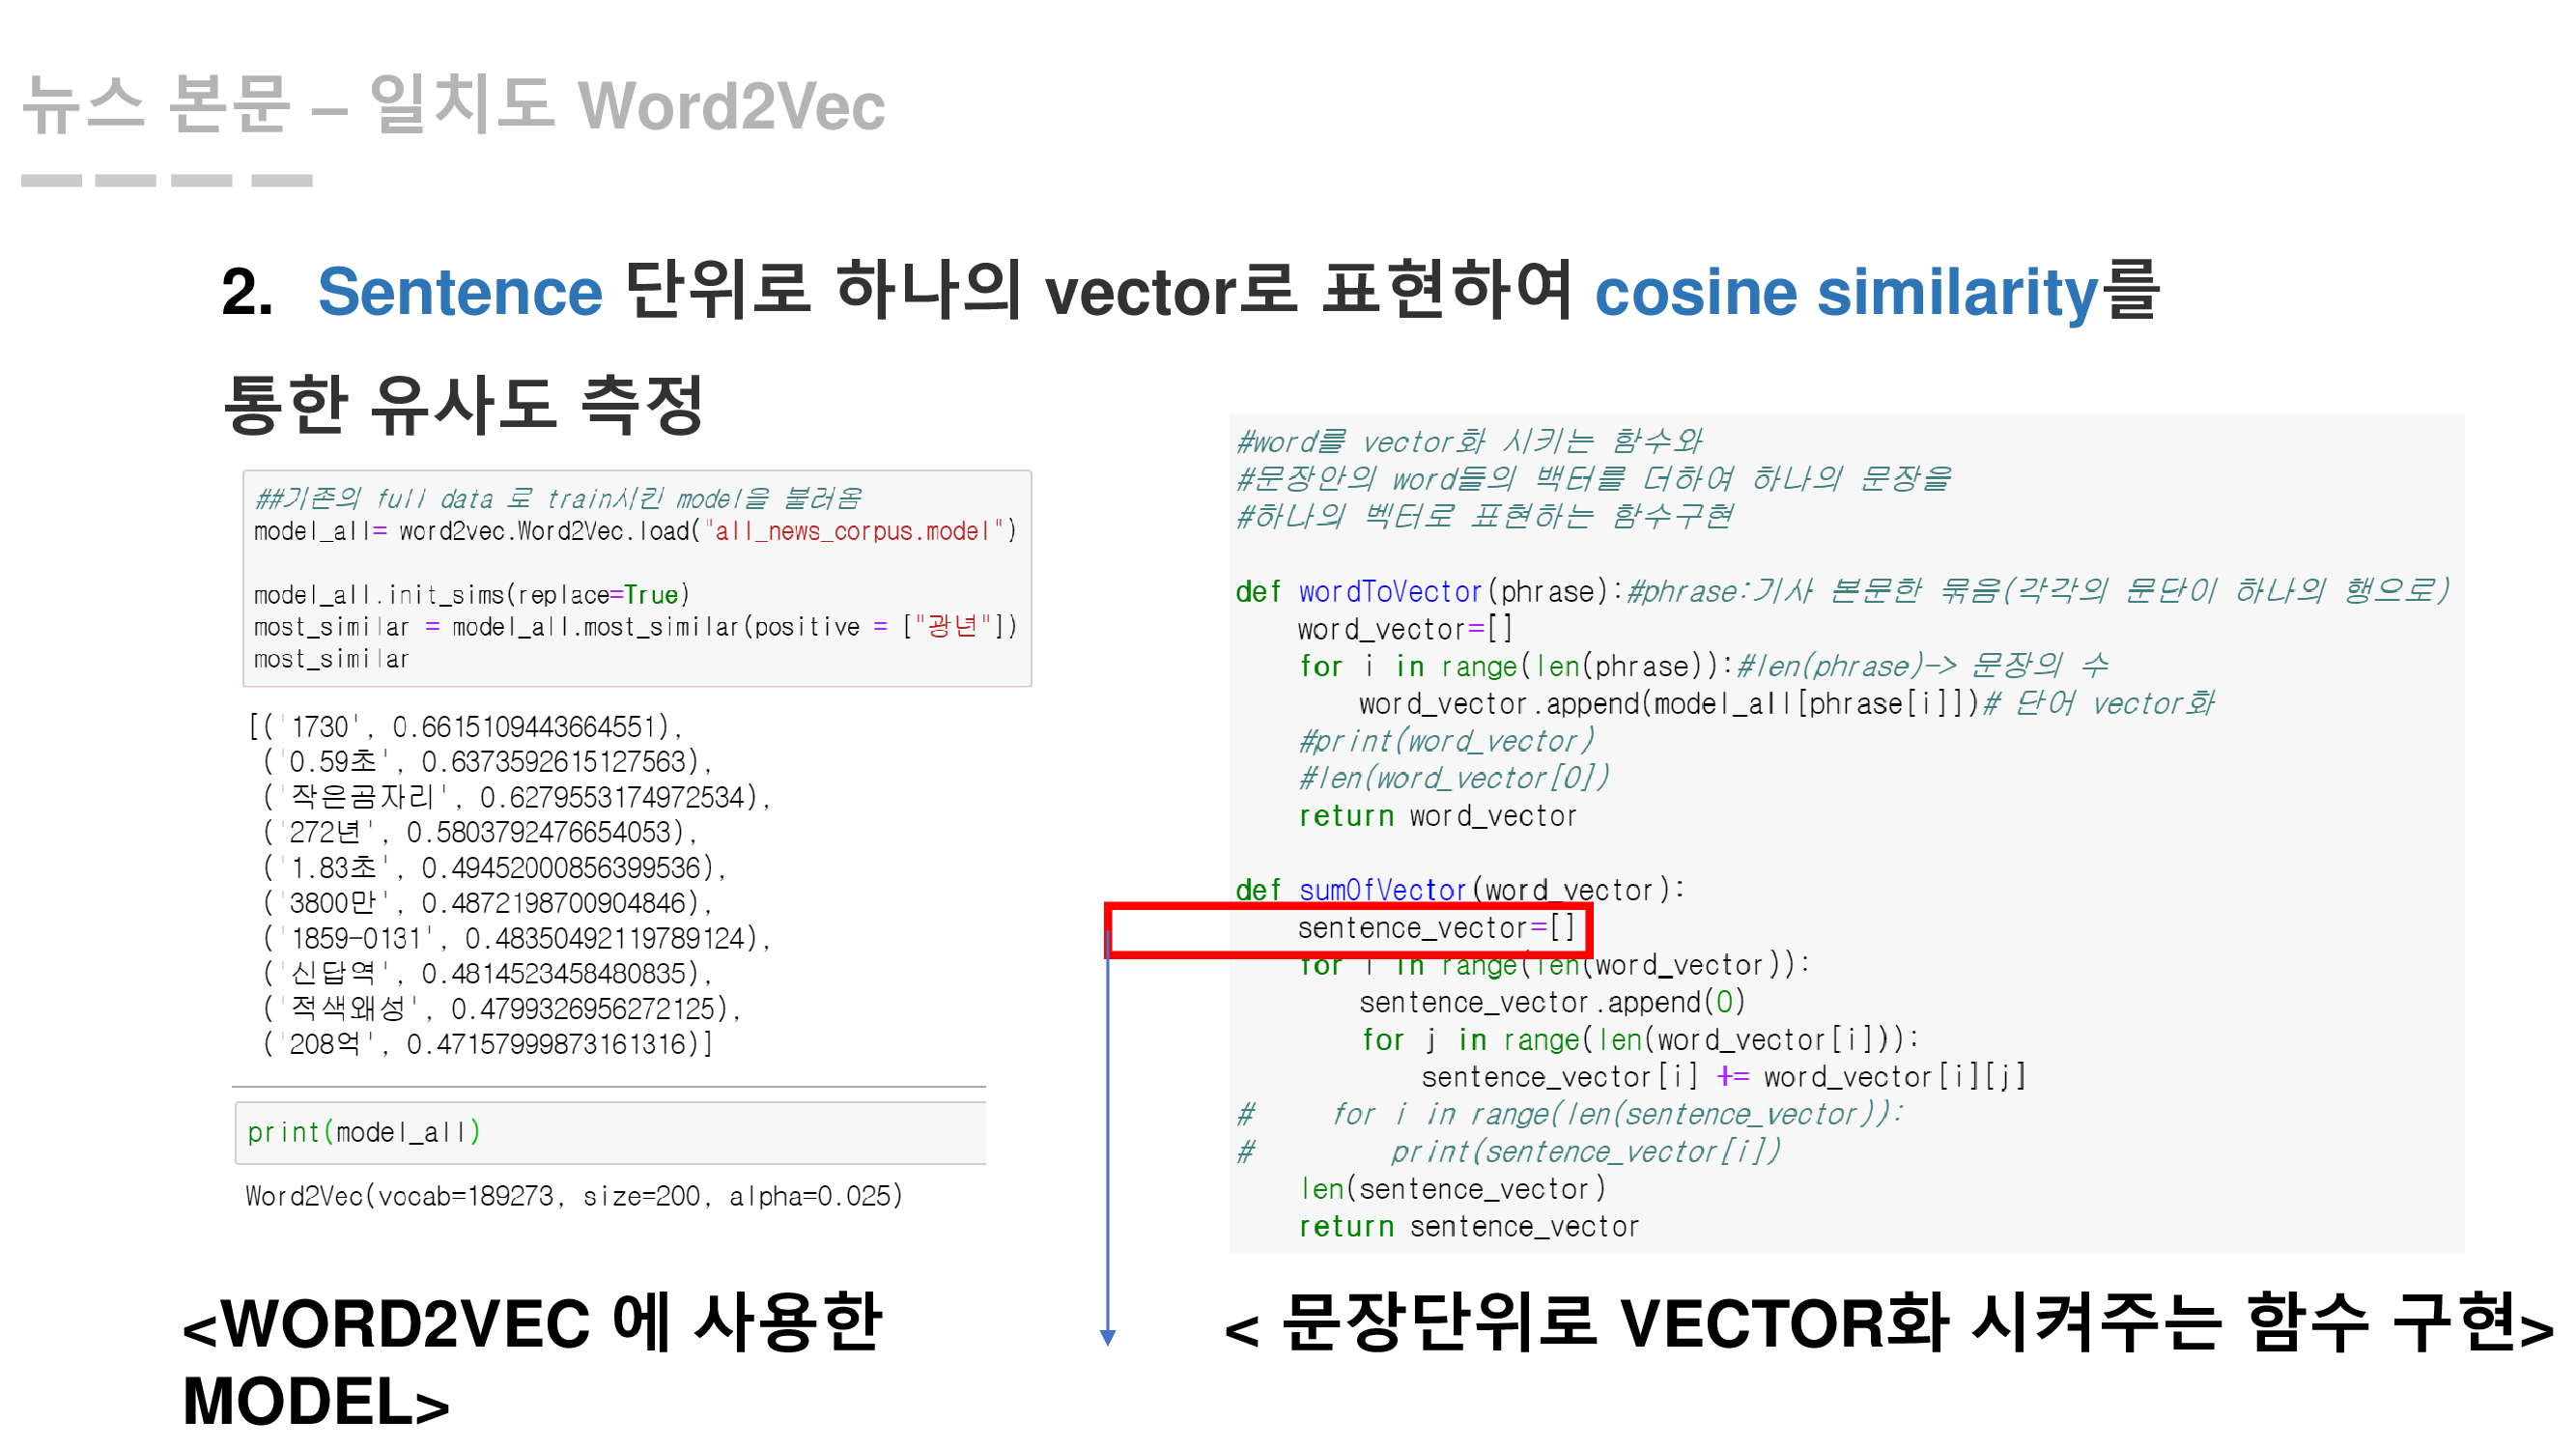 뉴스 본문 – 일치도 Word2Vec
2. Sentence 단위로 하나의 vector로 표현하여 cosine similarity를
통한 유사도 측정
##기존의 full data 로 train시킨 model을 불러옴
model_all= word2vec.Word2Vec.load("all_news_corpus.model")
model_all.init_sims(replace=True)
most_similar = model_all.most_similar(positive = ["광년"])
most_similar
[('1730', 0.6615109443664551),
('0.59초', 0.6373592615127563),
('작은곰자리', 0.6279553174972534),
('272년', 0.5803792476654053),
('1.83초', 0.494520008563995​36),
('3800만', 0.4872198700904846),
('1859-0131', 0.48350492119789124),
('신답역', 0.4814523458480835),
('적색왜성', 0.4799326956272125),
('208억', 0.47157999873161316)]
print(model_all)
Word2Vec(vocab=189273, size=200, alpha=0.025)
<WORD2VEC 에 사용한
MODEL>
#word를 vector화 시키는 함수와
#문장안의 word들의 백터를 더하여 하나의 문장을
#하나의 벡터로 표현하는 함수구현
def wordToVector(phrase):#phrase:기사 본문한 묶음(각각의 문단이 하나의 행으로)
word_vector=[]
for i in range(len(phrase)):#len(phrase)-> 문장의 수
word_vector.append(model_all[phrase[i]])# 단어 vector화
#print(word_vector)
#len(word_vector[0])
return word_vector
def sumOfVector(word_vector):
sentence_vector=[]
for i in range(len(word_vector)):
sentence_vector.append(0)
for j in range(len(word_vector[i])):
sentence_vector[i] += word_vector[i][j]
# for i in range(len(sentence_vector)):
# print(sentence_vector[i])
len(sentence_vector)
return sentence_vector
< 문장단위로 VECTOR화 시켜주는 함수 구현>